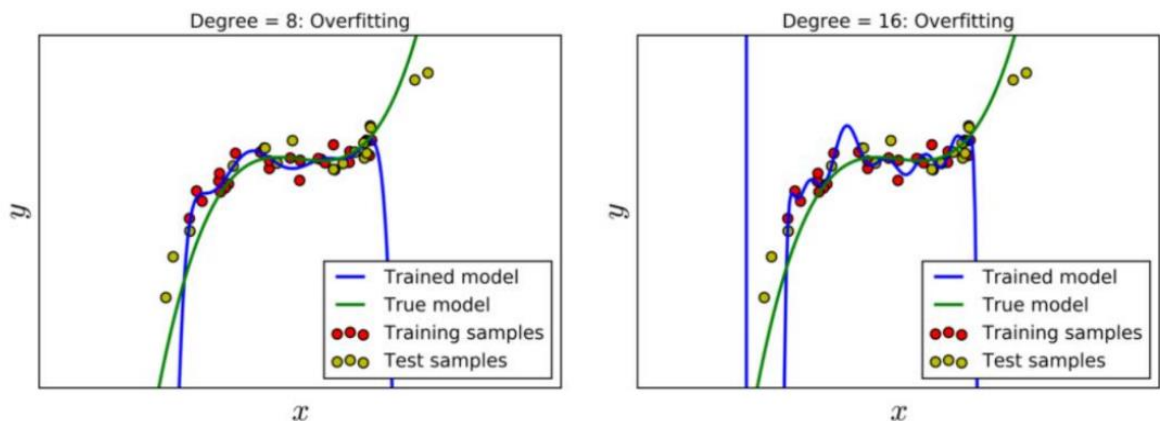 Degree = 8: Overfitting
y
Trained model
True model
Training samples
Test samples
x
Degree = 16: Overfitting
y
Trained model
True model
Training samples
Test samples
x